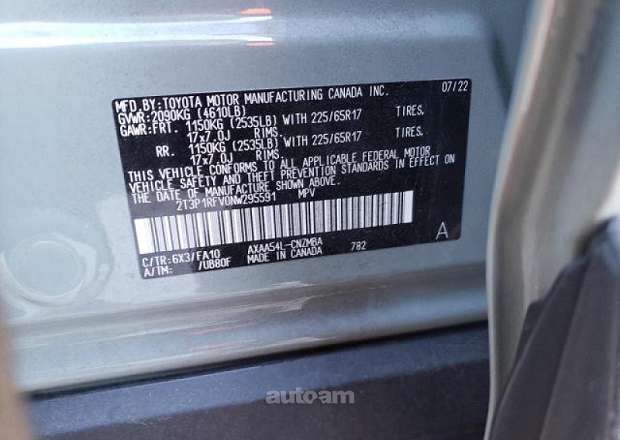 MFD.BY:TOYOTA MOTOR MANUFACTURING CANADA INC. 07/22
GVWR:2090KG (4610LB)
GAWR:FRT. 1150KG (2535LB) WITH 225/65R17 TIRES.
17x7.0J RIMS.
RR. 1150KG (2535LB) WITH 225/65R17 TIRES.
17x7.0J RIMS.
THIS VEHICLE CONFORMS TO ALL APPLICABLE FEDERAL MOTOR
VEHICLE SAFETY AND THEFT PREVENTION STANDARDS IN EFFECT ON
THE DATE OF MANUFACTURE SHOWN ABOVE.
2T3P1RFV0NW295591 MPV
C/TR:6X3/FA10 AXAA54L-CNZMBA 782 A
A/TM: /UB80F MADE IN CANADA
autoam